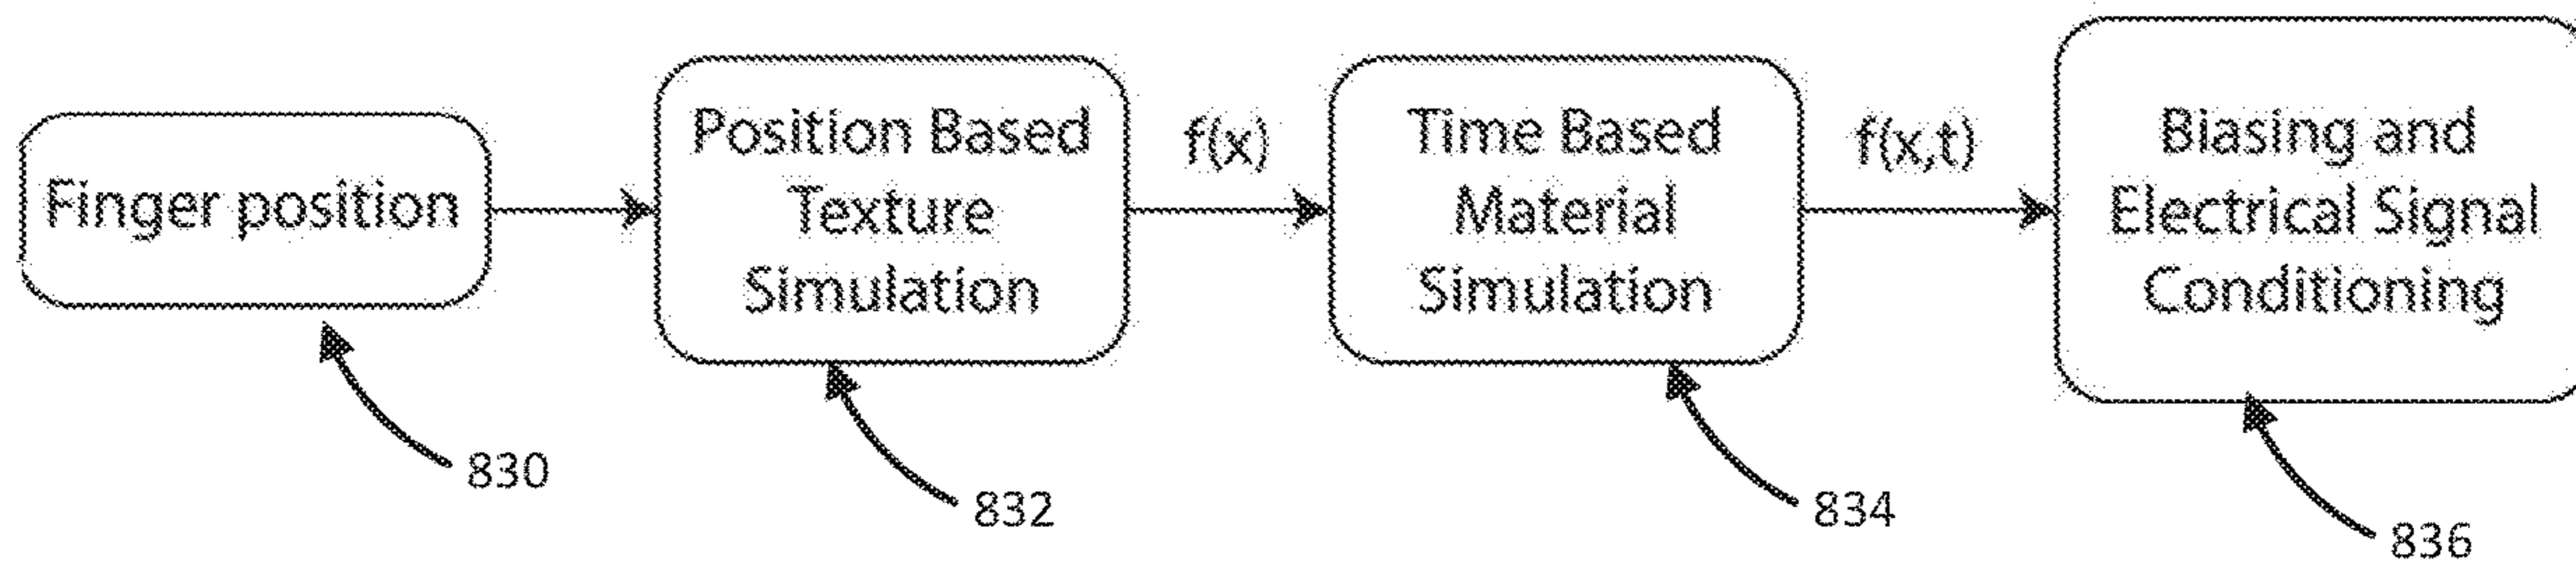 Finger position
Position Based
Texture
Simulation
f(x)
Time Based
Material
Simulation
f(x,t)
Biasing and
Electrical Signal
Conditioning
830
832
834
836